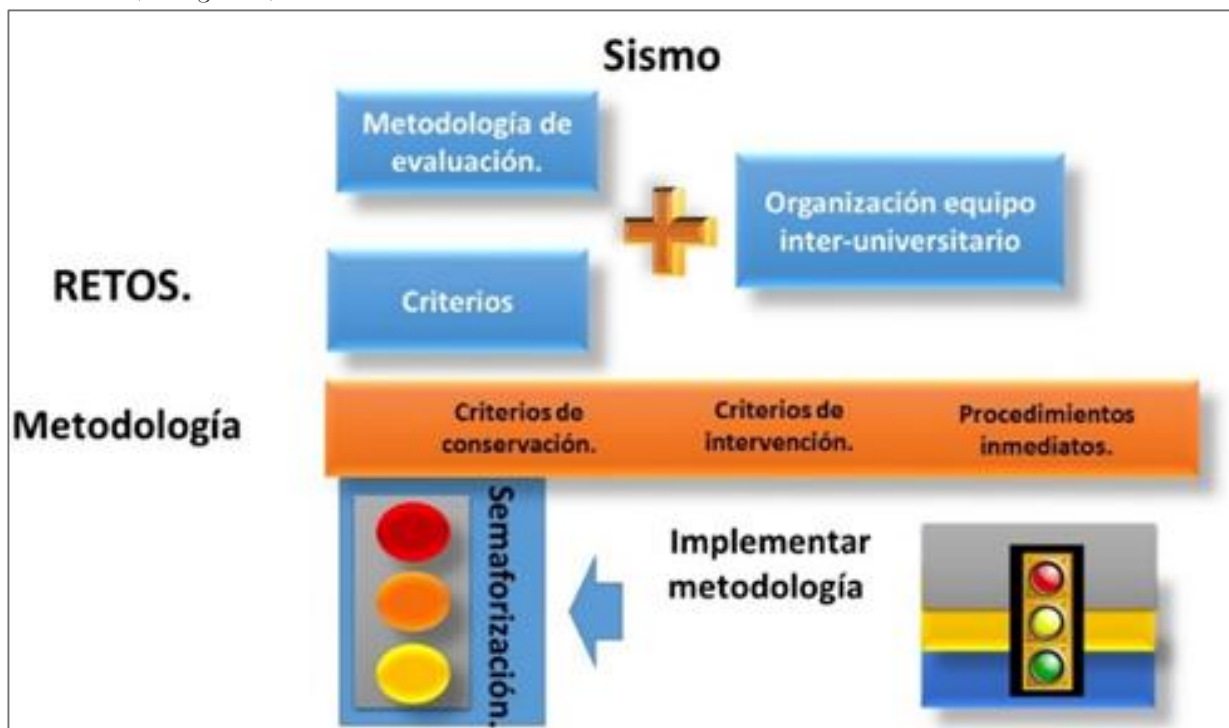 Sismo
Metodología de
evaluación.
Organización equipo
inter-universitario
RETOS.
Criterios
Metodología
Criterios de
conservación.
Criterios de
intervención.
Procedimientos
inmediatos.
Semaforización.
Implementar
metodología